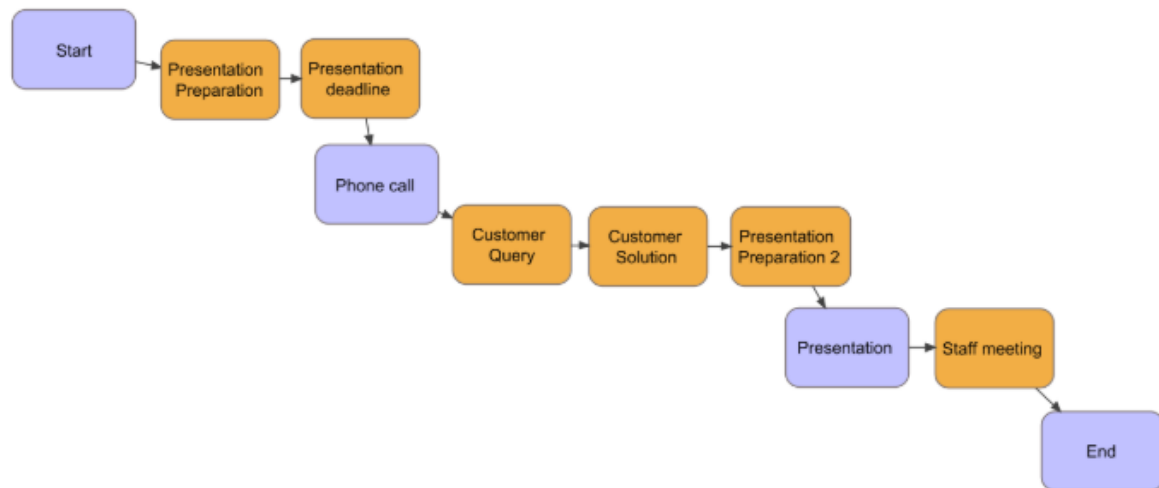 Start
Presentation
Preparation
Presentation
deadline
Phone call
Customer
Query
Customer
Solution
Presentation
Preparation 2
Presentation
Staff meeting
End